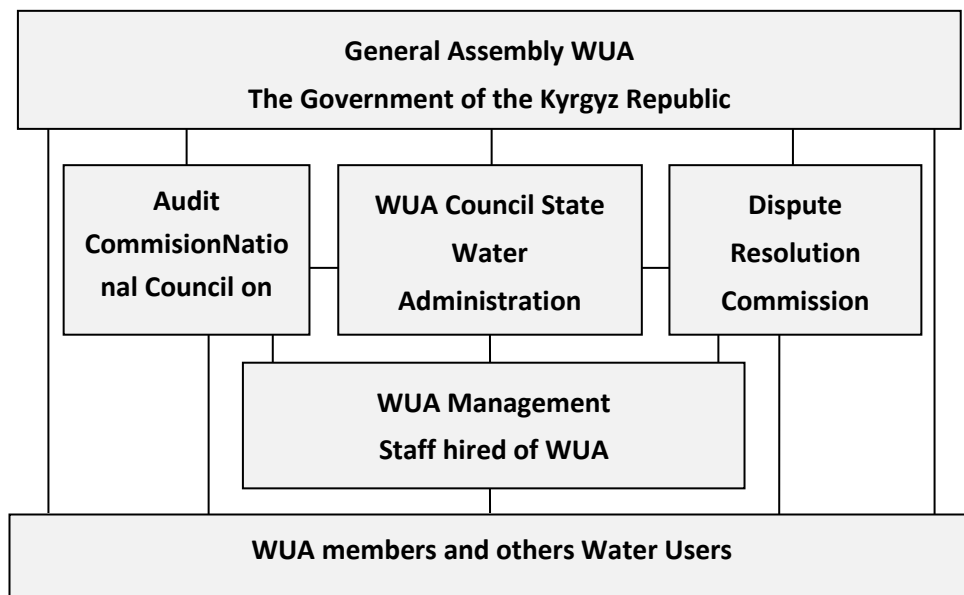 General Assembly WUA
The Government of the Kyrgyz Republic
Audit
CommisionNatio
nal Council on
WUA Council State
Water
Administration
Dispute
Resolution
Commission
WUA Management
Staff hired of WUA
WUA members and others Water Users